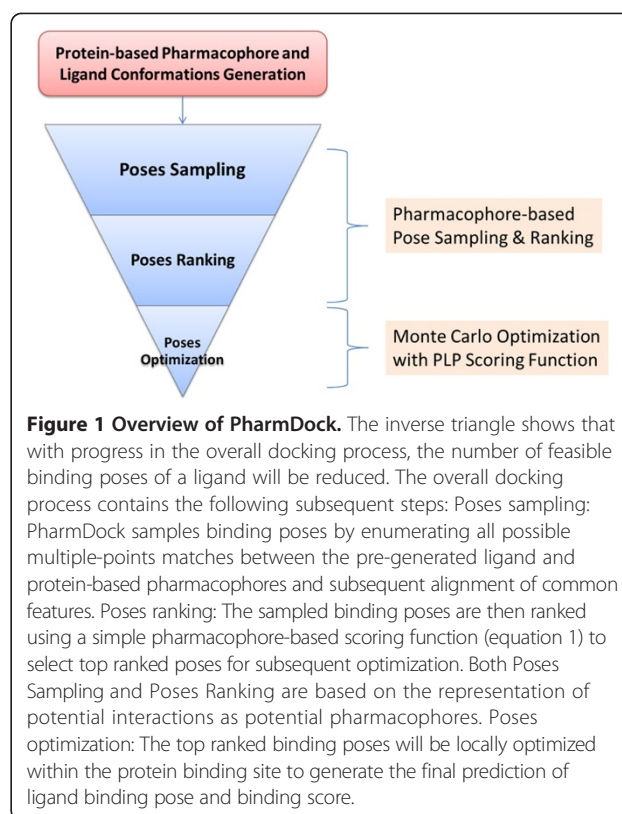 Protein-based Pharmacophore and
Ligand Conformations Generation
Poses Sampling
Poses Ranking
Poses
Optimization
Pharmacophore-based
Pose Sampling & Ranking
Monte Carlo Optimization
with PLP Scoring Function
Figure 1 Overview of PharmDock. The inverse triangle shows that
with progress in the overall docking process, the number of feasible
binding poses of a ligand will be reduced. The overall docking
process contains the following subsequent steps: Poses sampling:
PharmDock samples binding poses by enumerating all possible
multiple-points matches between the pre-generated ligand and
protein-based pharmacophores and subsequent alignment of common
features. Poses ranking: The sampled binding poses are then ranked
using a simple pharmacophore-based scoring function (equation 1) to
select top ranked poses for subsequent optimization. Both Poses
Sampling and Poses Ranking are based on the representation of
potential interactions as potential pharmacophores. Poses
optimization: The top ranked binding poses will be locally optimized
within the protein binding site to generate the final prediction of
ligand binding pose and binding score.